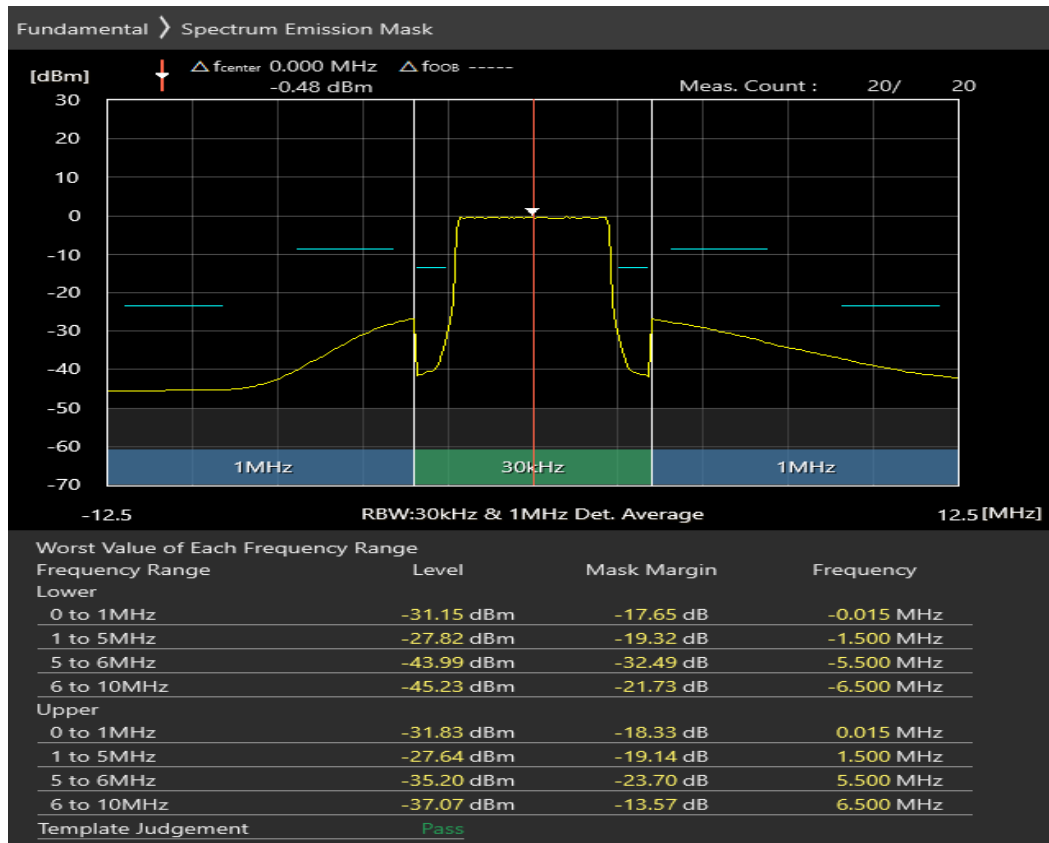 Fundamental ❭ Spectrum Emission Mask
[dBm] △ fcenter 0.000 MHz △ fOOB -----
-0.48 dBm Meas. Count : 20/ 20
30
20
10
0
-10
-20
-30
-40
-50
-60
-70
1MHz 30kHz 1MHz
-12.5 RBW:30kHz & 1MHz Det. Average 12.5 [MHz]
Worst Value of Each Frequency Range
Frequency Range Level Mask Margin Frequency
Lower
0 to 1MHz -31.15 dBm -17.65 dB -0.015 MHz
1 to 5MHz -27.82 dBm -19.32 dB -1.500 MHz
5 to 6MHz -43.99 dBm -32.49 dB -5.500 MHz
6 to 10MHz -45.23 dBm -21.73 dB -6.500 MHz
Upper
0 to 1MHz -31.83 dBm -18.33 dB 0.015 MHz
1 to 5MHz -27.64 dBm -19.14 dB 1.500 MHz
5 to 6MHz -35.20 dBm -23.70 dB 5.500 MHz
6 to 10MHz -37.07 dBm -13.57 dB 6.500 MHz
Template Judgement Pass